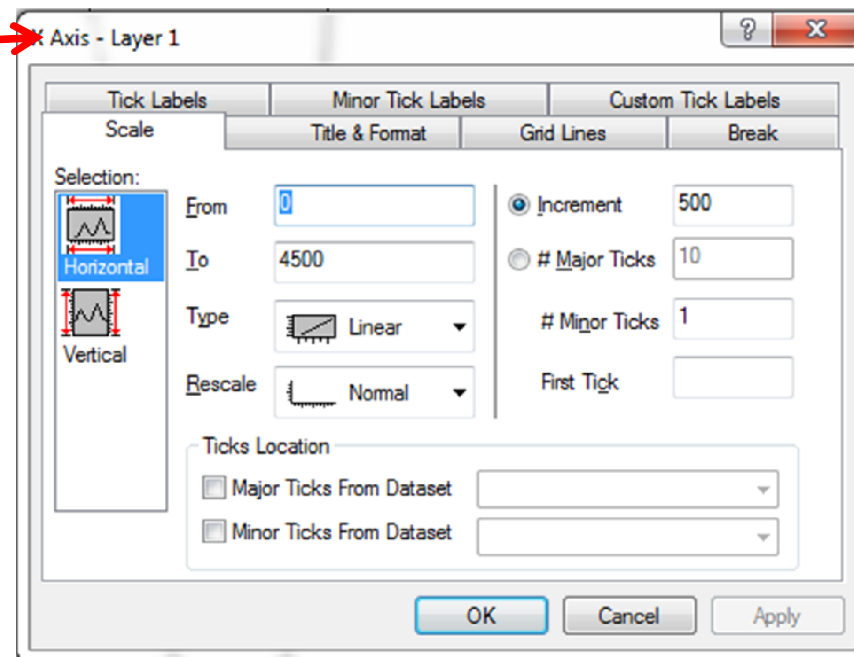 X Axis - Layer 1
Tick Labels Minor Tick Labels Custom Tick Labels
Scale Title & Format Grid Lines Break
Selection:
Horizontal
Vertical
From 0
To 4500
Type Linear
Rescale Normal
Increment 500
# Major Ticks 10
# Minor Ticks 1
First Tick
Ticks Location
Major Ticks From Dataset
Minor Ticks From Dataset
OK Cancel Apply